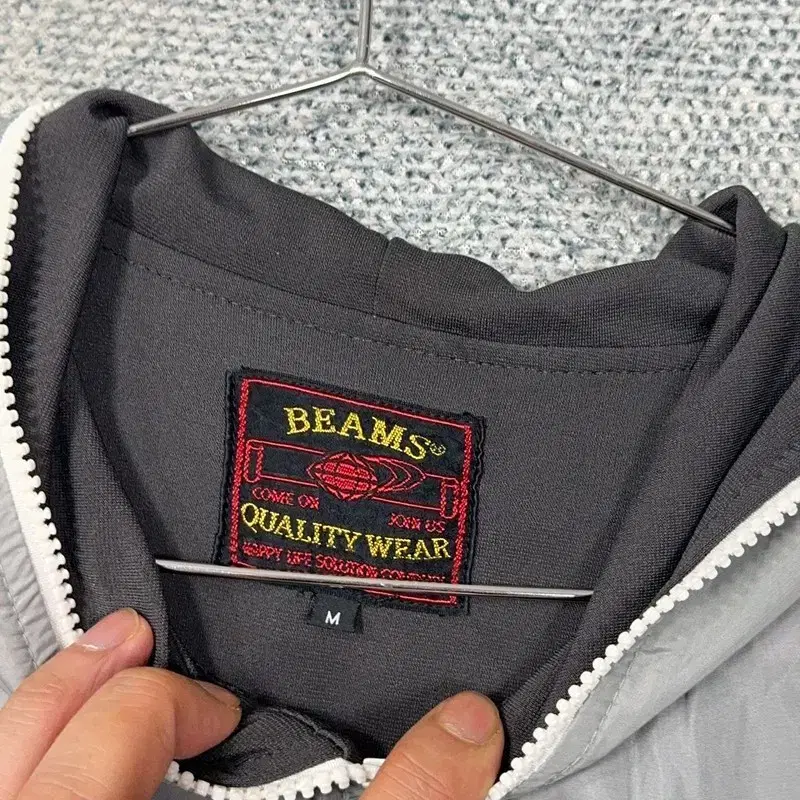 BEAMS®
COME ON
JOIN US
QUALITY WEAR
HAPPY LIFE SOLUTION COMPANY
M